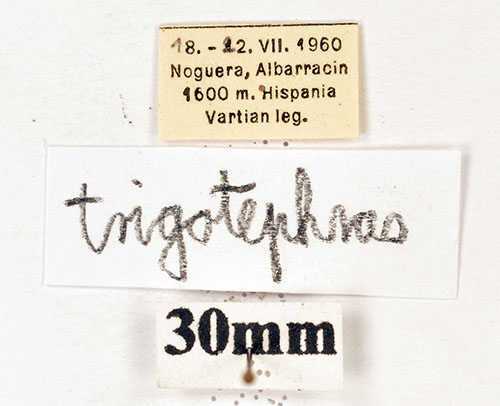 18. - 22. VII. 1960
Noguera, Albarracin
1600 m. Hispania
Vartian leg.
trigotephras
30mm